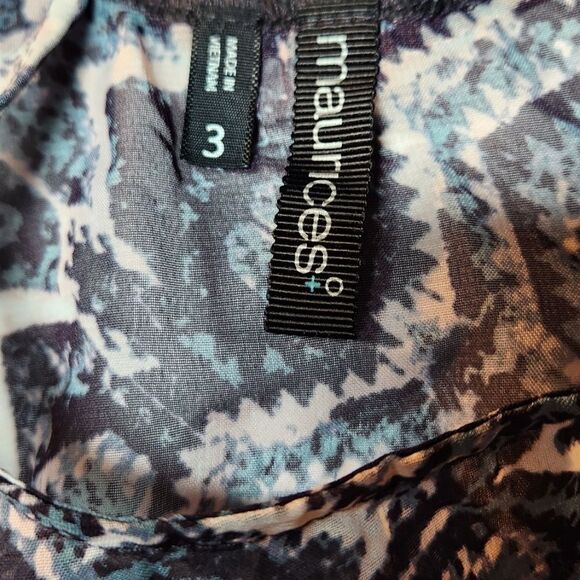 MADE IN
VIETNAM
3
maurices
+